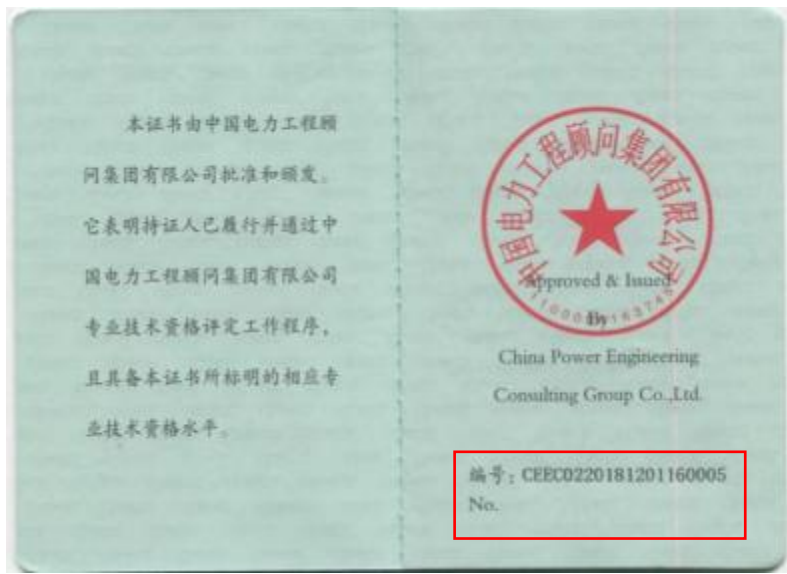 本证书由中国电力工程顾
问集团有限公司批准和颁发。
它表明持证人已履行并通过中
国电力工程顾问集团有限公司
专业技术资格评定工作程序，
且具备本证书所标明的相应专
业技术资格水平。
中国电力工程顾问集团有限公司
Approved & Issued
By
China Power Engineering
Consulting Group Co.,Ltd.
编号：CEEC0220181201160005
No.